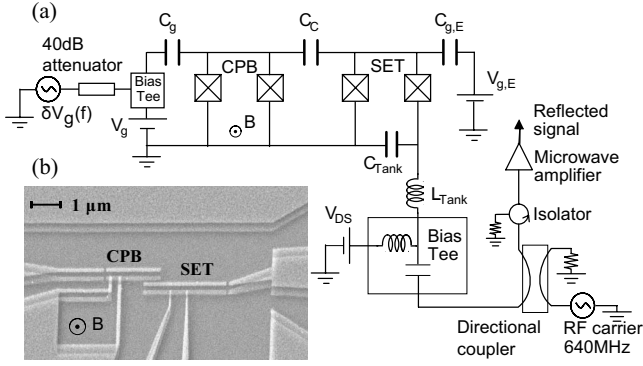 (a)
C_g
C_C
C_g,E
40dB
attenuator
CPB
SET
Bias
Tee
V_g,E
δV_g(f)
V_g
B
C_Tank
Reflected
signal
Microwave
amplifier
(b)
L_Tank
1 μm
V_DS
Isolator
Bias
Tee
CPB
SET
B
Directional
coupler
RF carrier
640MHz